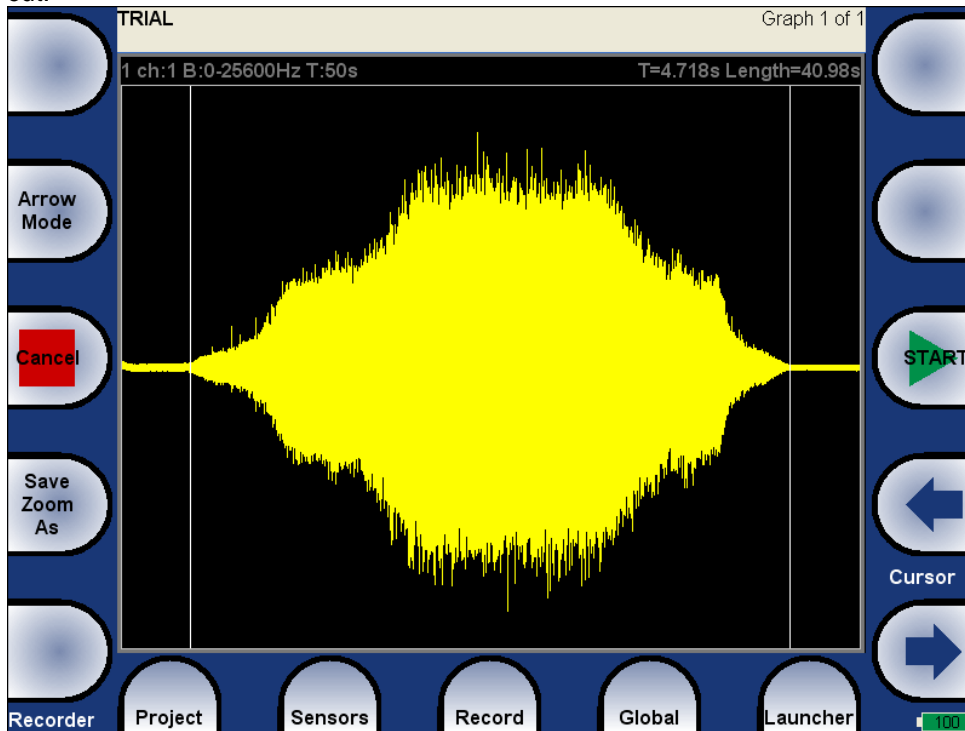 TRIAL
Graph 1 of 1
1 ch:1 B:0-25600Hz T:50s
T=4.718s Length=40.98s
Arrow
Mode
Cancel
START
Save
Zoom
As
Cursor
Recorder
Project
Sensors
Record
Global
Launcher
100